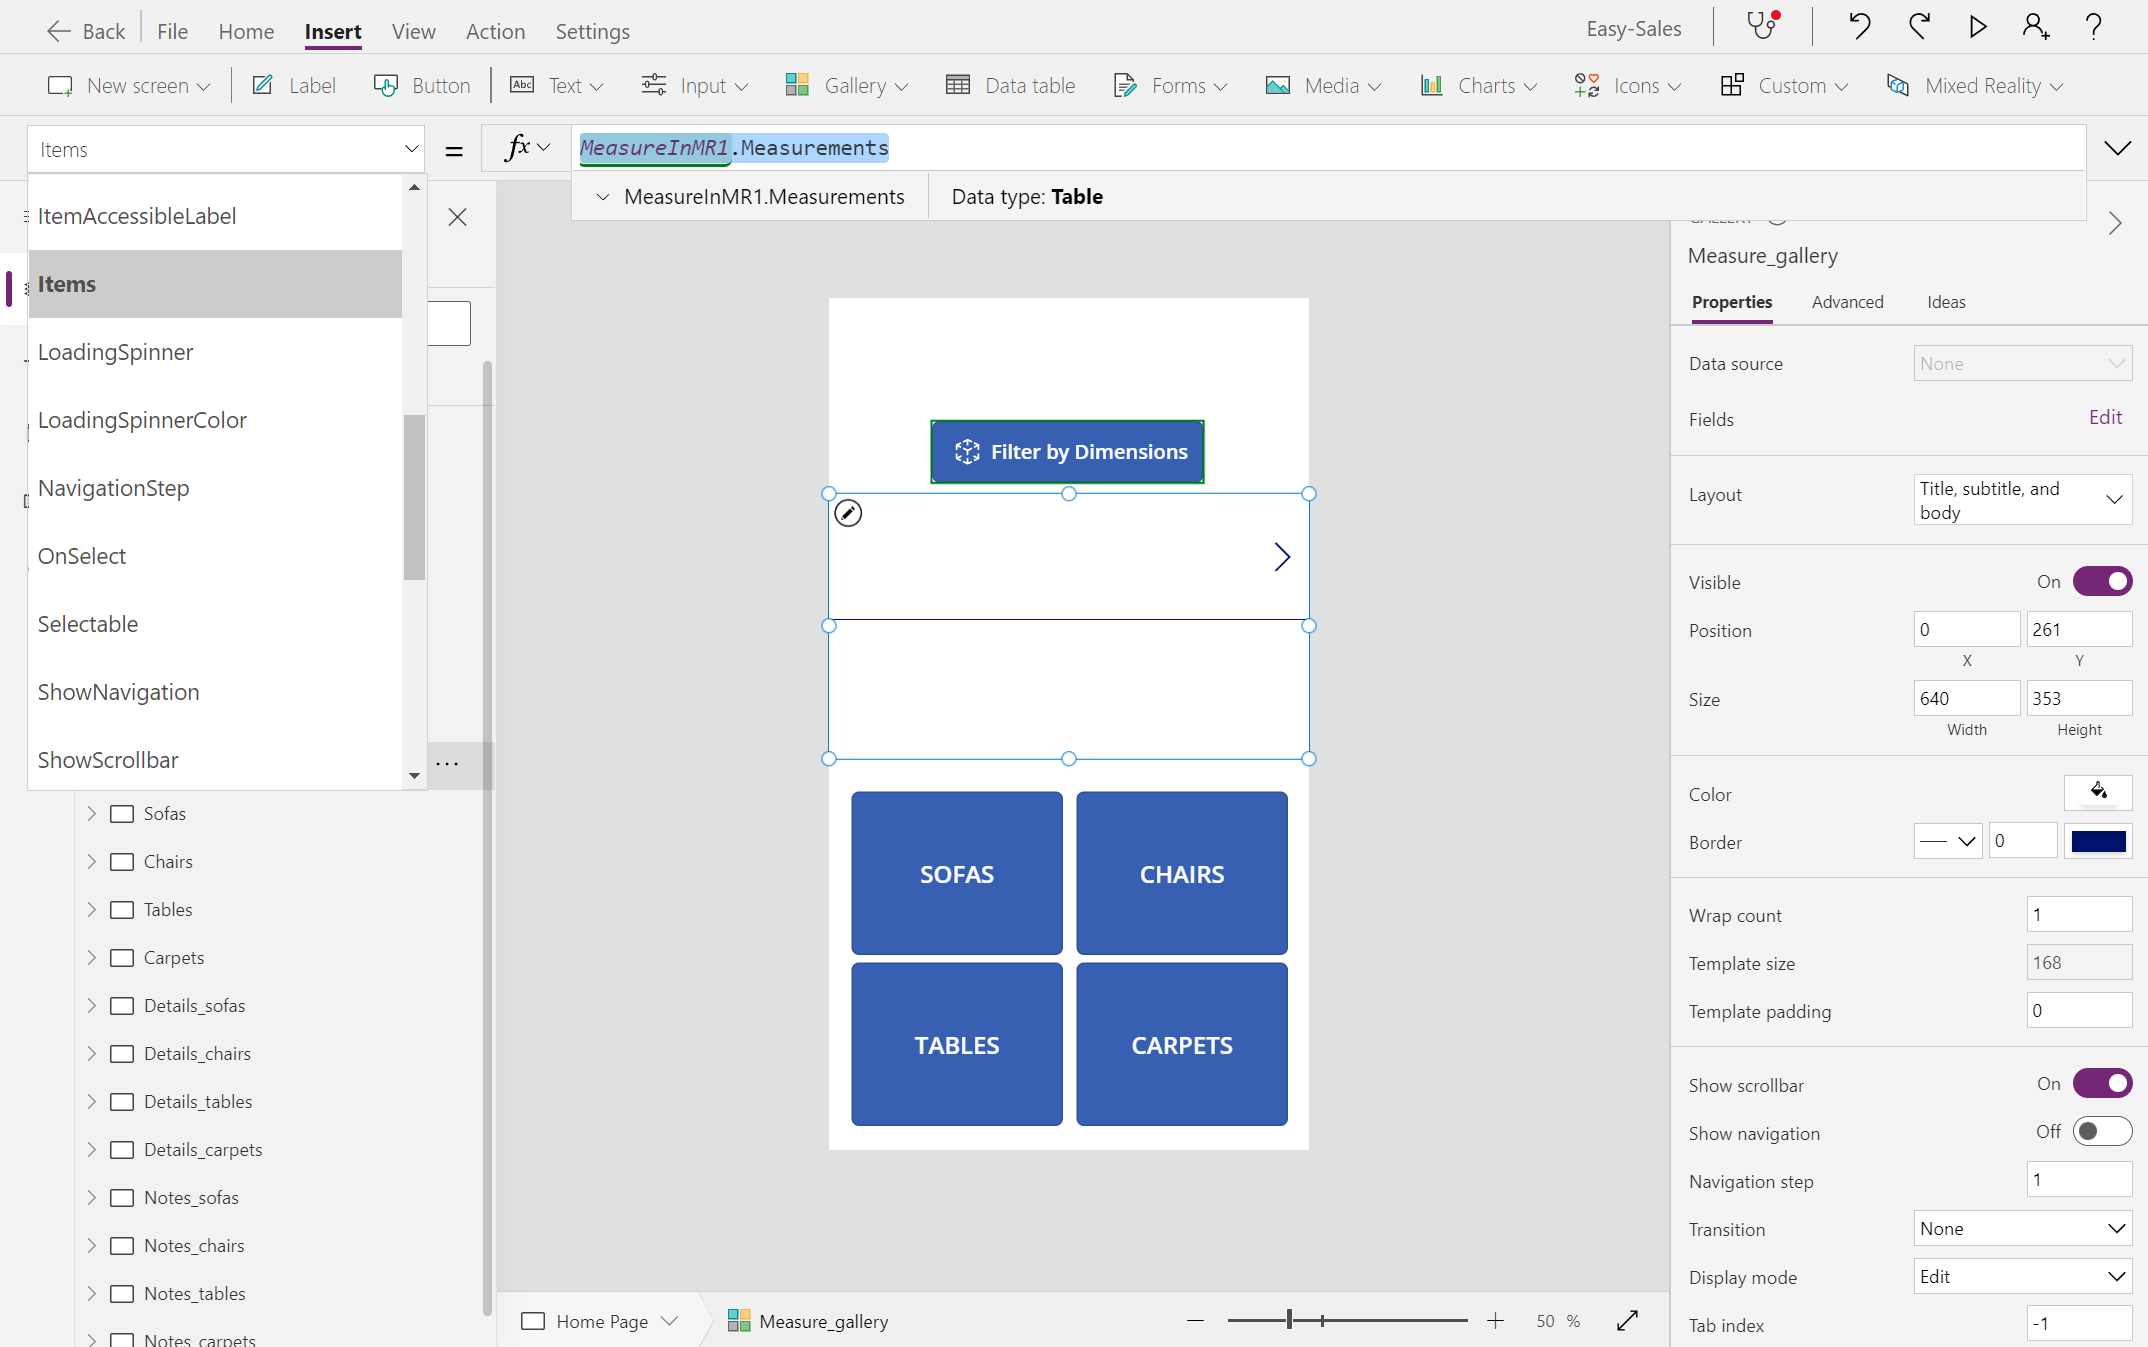 Back File Home Insert View Action Settings Easy-Sales
New screen Label Button Abc Text Input Gallery Data table Forms Media Charts Icons Custom Mixed Reality
Items = fx MeasureInMR1.Measurements
MeasureInMR1.Measurements Data type: Table
ItemAccessibleLabel
Items
LoadingSpinner
LoadingSpinnerColor
NavigationStep
OnSelect
Selectable
ShowNavigation
ShowScrollbar
...
Sofas
Chairs
Tables
Carpets
Details_sofas
Details_chairs
Details_tables
Details_carpets
Notes_sofas
Notes_chairs
Notes_tables
Notes_carpets
Filter by Dimensions
SOFAS CHAIRS
TABLES CARPETS
Home Page Measure_gallery 50 %
Measure_gallery
Properties Advanced Ideas
Data source None
Fields Edit
Layout Title, subtitle, and
body
Visible On
Position 0 261
X Y
Size 640 353
Width Height
Color
Border 0
Wrap count 1
Template size 168
Template padding 0
Show scrollbar On
Show navigation Off
Navigation step 1
Transition None
Display mode Edit
Tab index -1